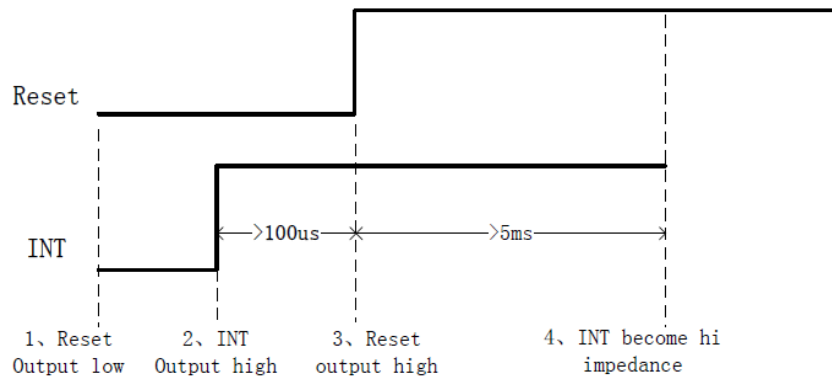 Reset
>100us
>5ms
INT
1、Reset
Output low
2、INT
Output high
3、Reset
output high
4、INT become hi
impedance